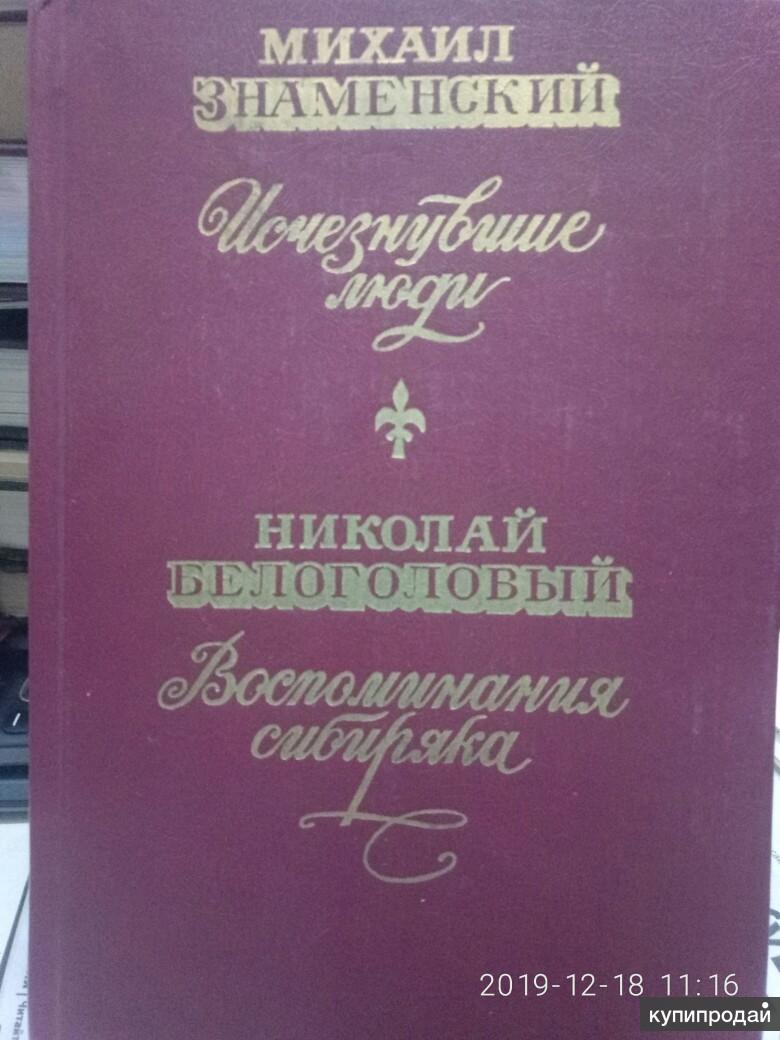 МИХАИЛ
ЗНАМЕНСКИЙ
Исчезнувшие
люди
НИКОЛАЙ
БЕЛОГОЛОВЫЙ
Воспоминания
сибиряка
2019-12-18 11:16
купипродай